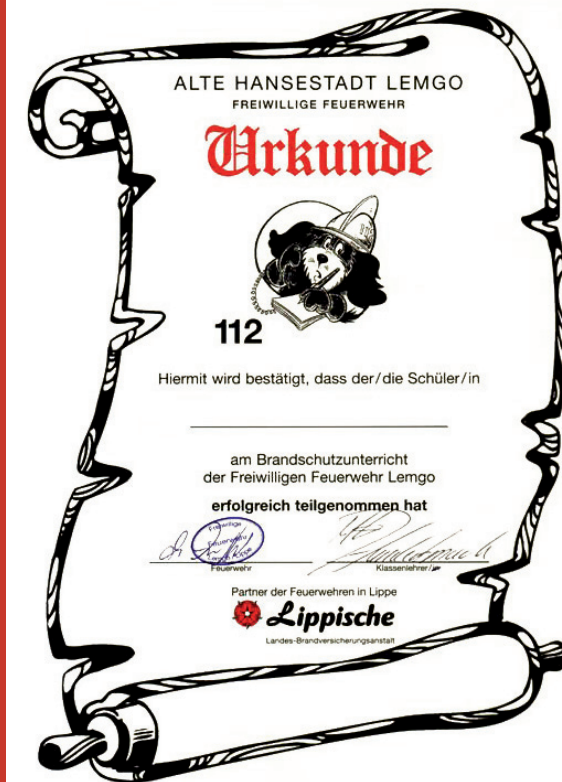 ALTE HANSESTADT LEMGO
FREIWILLIGE FEUERWEHR
Urkunde
112
Hiermit wird bestätigt, dass der/die Schüler/in
am Brandschutzunterricht
der Freiwilligen Feuerwehr Lemgo
erfolgreich teilgenommen hat
Freiwillige
Feuerwehr
Feuerwehr Klassenlehrer/in
Partner der Feuerwehren in Lippe
Lippische
Landes-Brandversicherungsanstalt